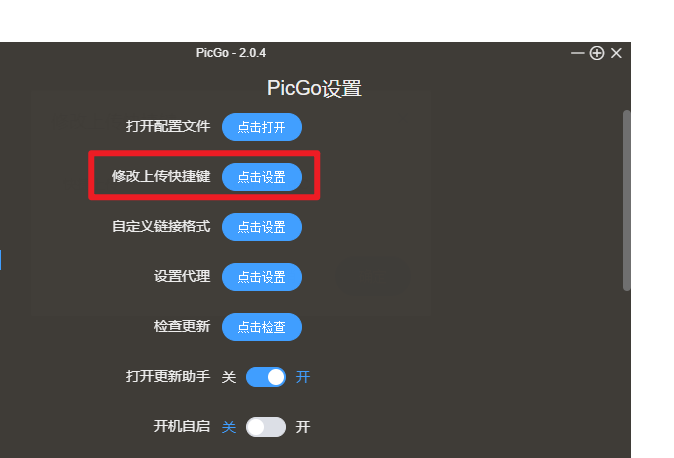 PicGo - 2.0.4
PicGo设置
打开配置文件 点击打开
修改上传快捷键 点击设置
自定义链接格式 点击设置
设置代理 点击设置
检查更新 点击检查
打开更新助手 关 开
开机自启 关 开